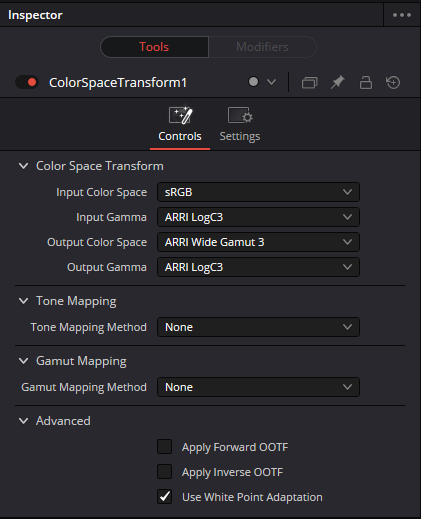 Inspector
Tools Modifiers
ColorSpaceTransform1
Controls Settings
Color Space Transform
Input Color Space sRGB
Input Gamma ARRI LogC3
Output Color Space ARRI Wide Gamut 3
Output Gamma ARRI LogC3
Tone Mapping
Tone Mapping Method None
Gamut Mapping
Gamut Mapping Method None
Advanced
Apply Forward OOTF
Apply Inverse OOTF
Use White Point Adaptation